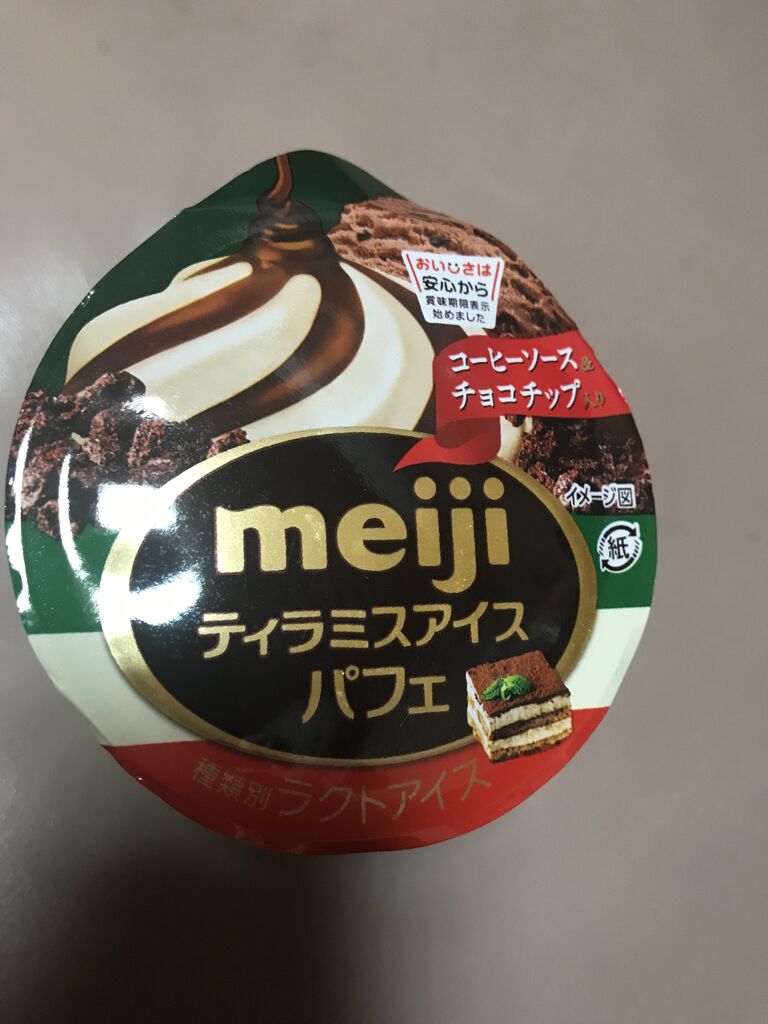 おいしさは
安心から
賞味期限表示
始めました
コーヒーソース&
チョコチップ入り
イメージ図
紙
meiji
ティラミスアイス
パフェ
種類別 ラクトアイス